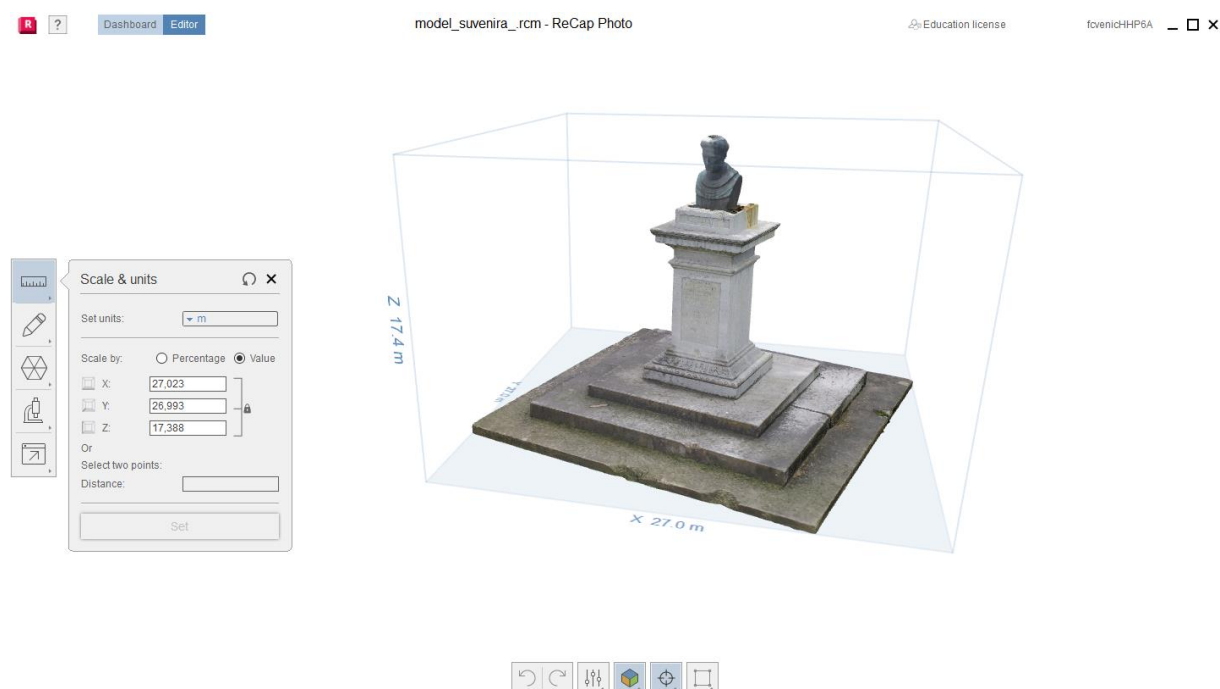 R ? Dashboard Editor model_suvenira_.rcm - ReCap Photo Education license fcvenicHHP6A
Scale & units
Set units: m
Scale by: Percentage Value
X: 27,023
Y: 26,993
Z: 17,388
Or
Select two points:
Distance:
Set
Z 17.4 m
X 27.0 m